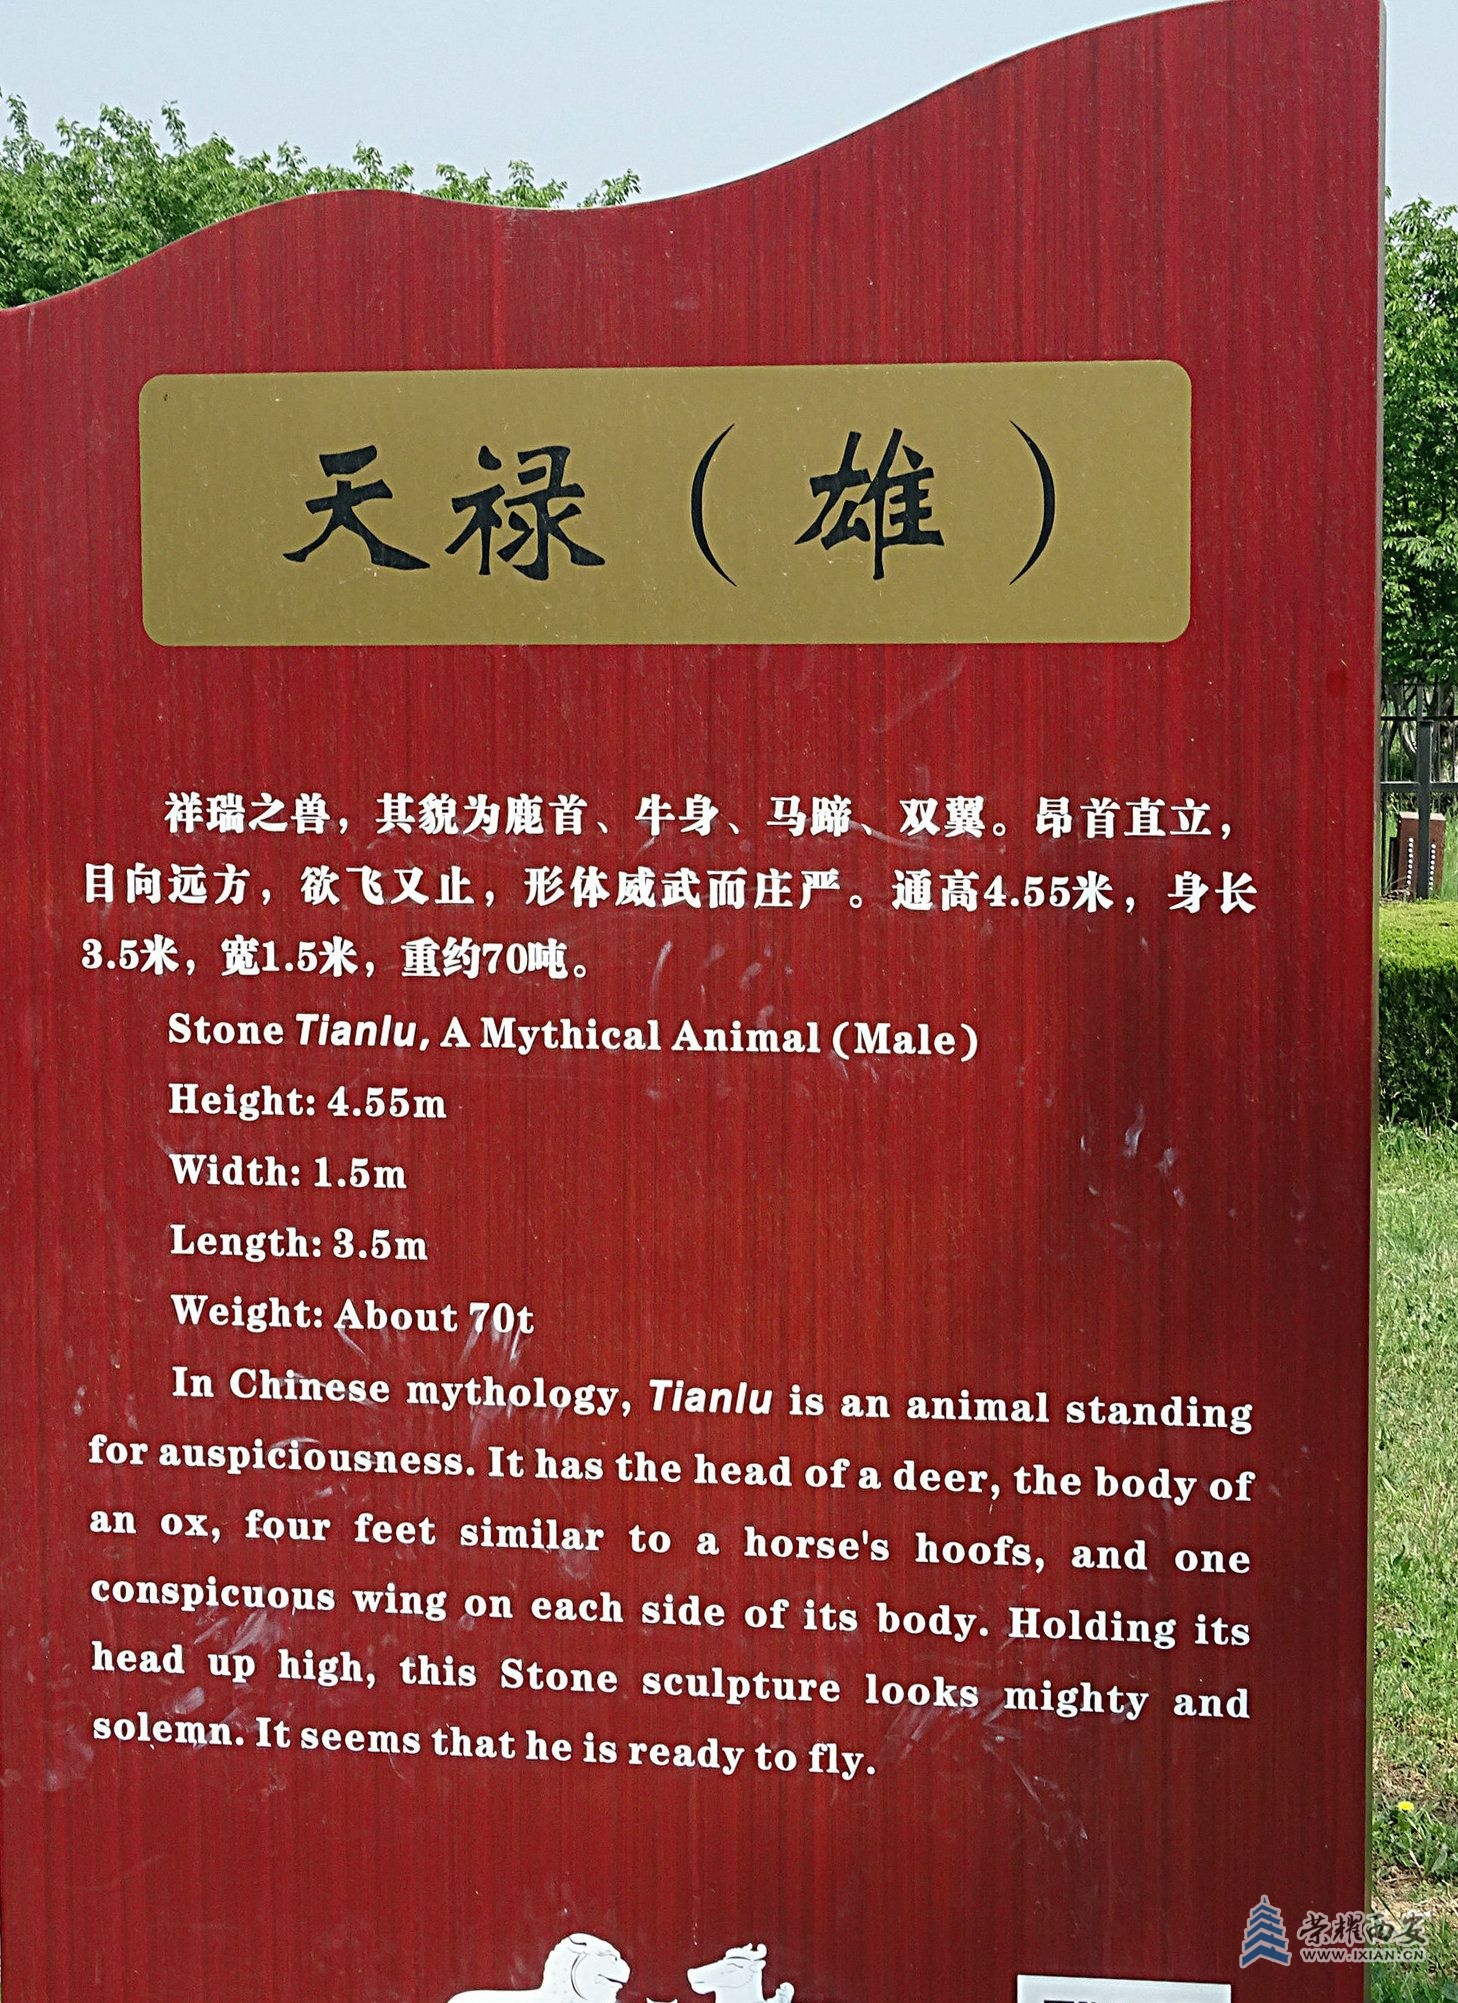 天禄（雄）
祥瑞之兽，其貌为鹿首、牛身、马蹄、双翼。昂首直立，
目向远方，欲飞又止，形体威武而庄严。通高4.55米，身长
3.5米，宽1.5米，重约70吨。
Stone Tianlu, A Mythical Animal (Male)
Height: 4.55m
Width: 1.5m
Length: 3.5m
Weight: About 70t
In Chinese mythology, Tianlu is an animal standing
for auspiciousness. It has the head of a deer, the body of
an ox, four feet similar to a horse's hoofs, and one
conspicuous wing on each side of its body. Holding its
head up high, this Stone sculpture looks mighty and
solemn. It seems that he is ready to fly.
荣耀西安
WWW.IXIAN.CN